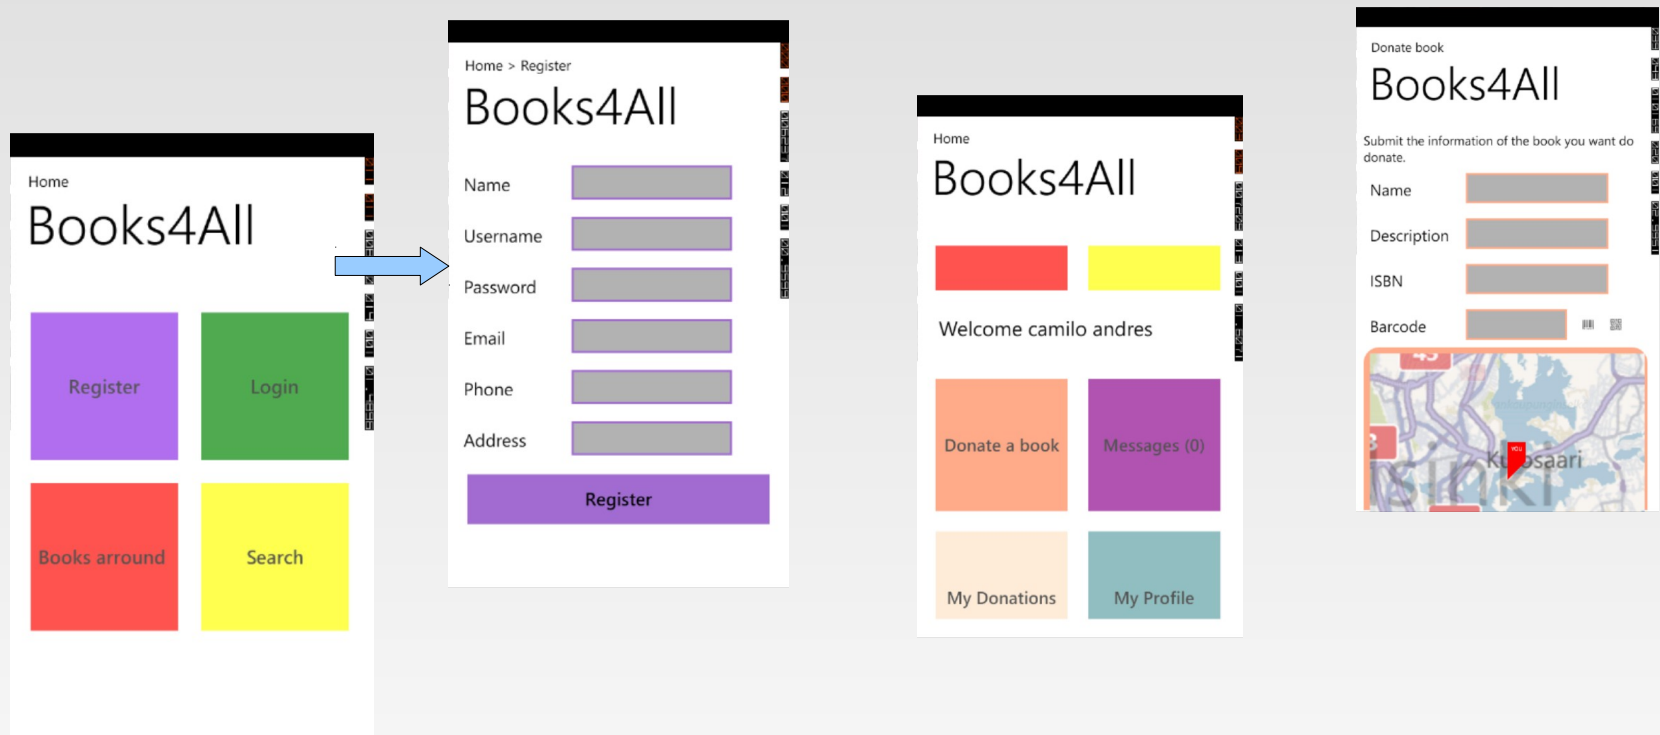 Home
Books4All
Register
Login
Books arround
Search
Home > Register
Books4All
Name
Username
Password
Email
Phone
Address
Register
Home
Books4All
Welcome camilo andres
Donate a book
Messages (0)
My Donations
My Profile
Donate book
Books4All
Submit the information of the book you want do
donate.
Name
Description
ISBN
Barcode
YOU